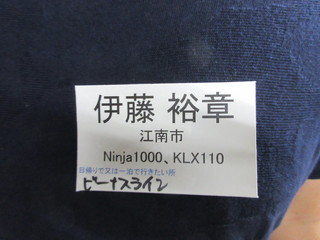 伊藤 裕章
江南市
Ninja1000、KLX110
日帰りで又は一泊で行きたい所
ビーナスライン